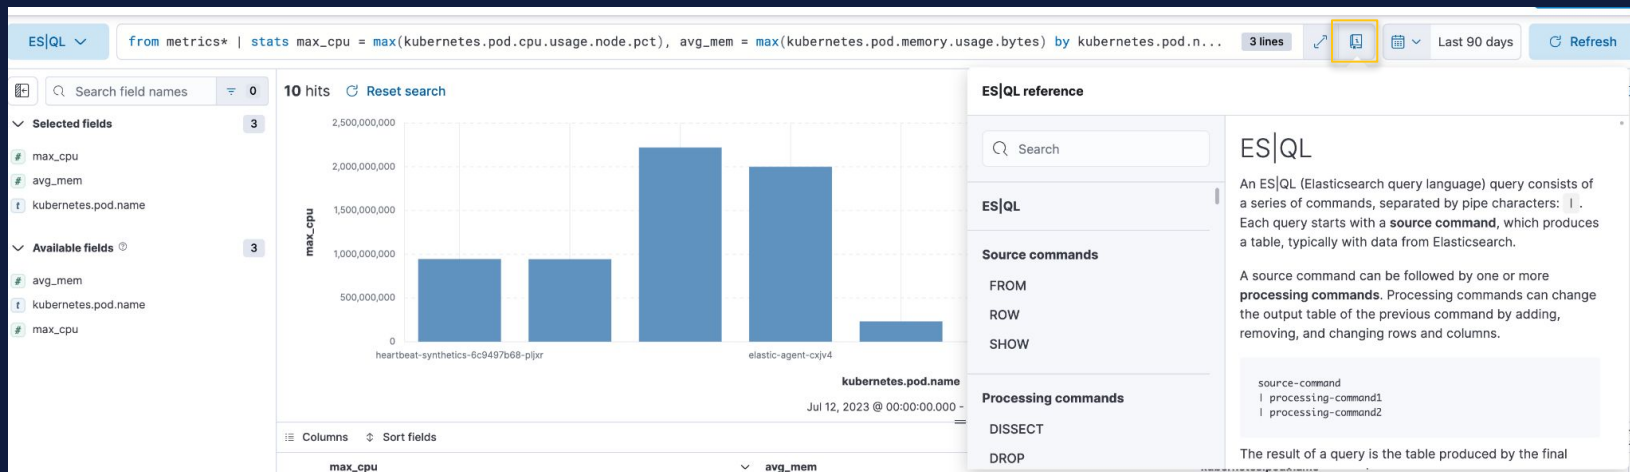 ES|QL
from metrics* | stats max_cpu = max(kubernetes.pod.cpu.usage.node.pct), avg_mem = max(kubernetes.pod.memory.usage.bytes) by kubernetes.pod.n...
3 lines
Last 90 days
Refresh
Search field names
0
Selected fields
3
max_cpu
avg_mem
kubernetes.pod.name
Available fields
3
avg_mem
kubernetes.pod.name
max_cpu
10 hits
Reset search
2,500,000,000
2,000,000,000
1,500,000,000
1,000,000,000
500,000,000
0
max_cpu
heartbeat-synthetics-6c9497b68-pljxr
elastic-agent-cxjv4
kubernetes.pod.name
Jul 12, 2023 @ 00:00:00.000 -
Columns
Sort fields
max_cpu
avg_mem
ES|QL reference
Search
ES|QL
Source commands
FROM
ROW
SHOW
Processing commands
DISSECT
DROP
ES|QL
An ES|QL (Elasticsearch query language) query consists of
a series of commands, separated by pipe characters: | .
Each query starts with a source command, which produces
a table, typically with data from Elasticsearch.
A source command can be followed by one or more
processing commands. Processing commands can change
the output table of the previous command by adding,
removing, and changing rows and columns.
source-command
| processing-command1
| processing-command2
The result of a query is the table produced by the final